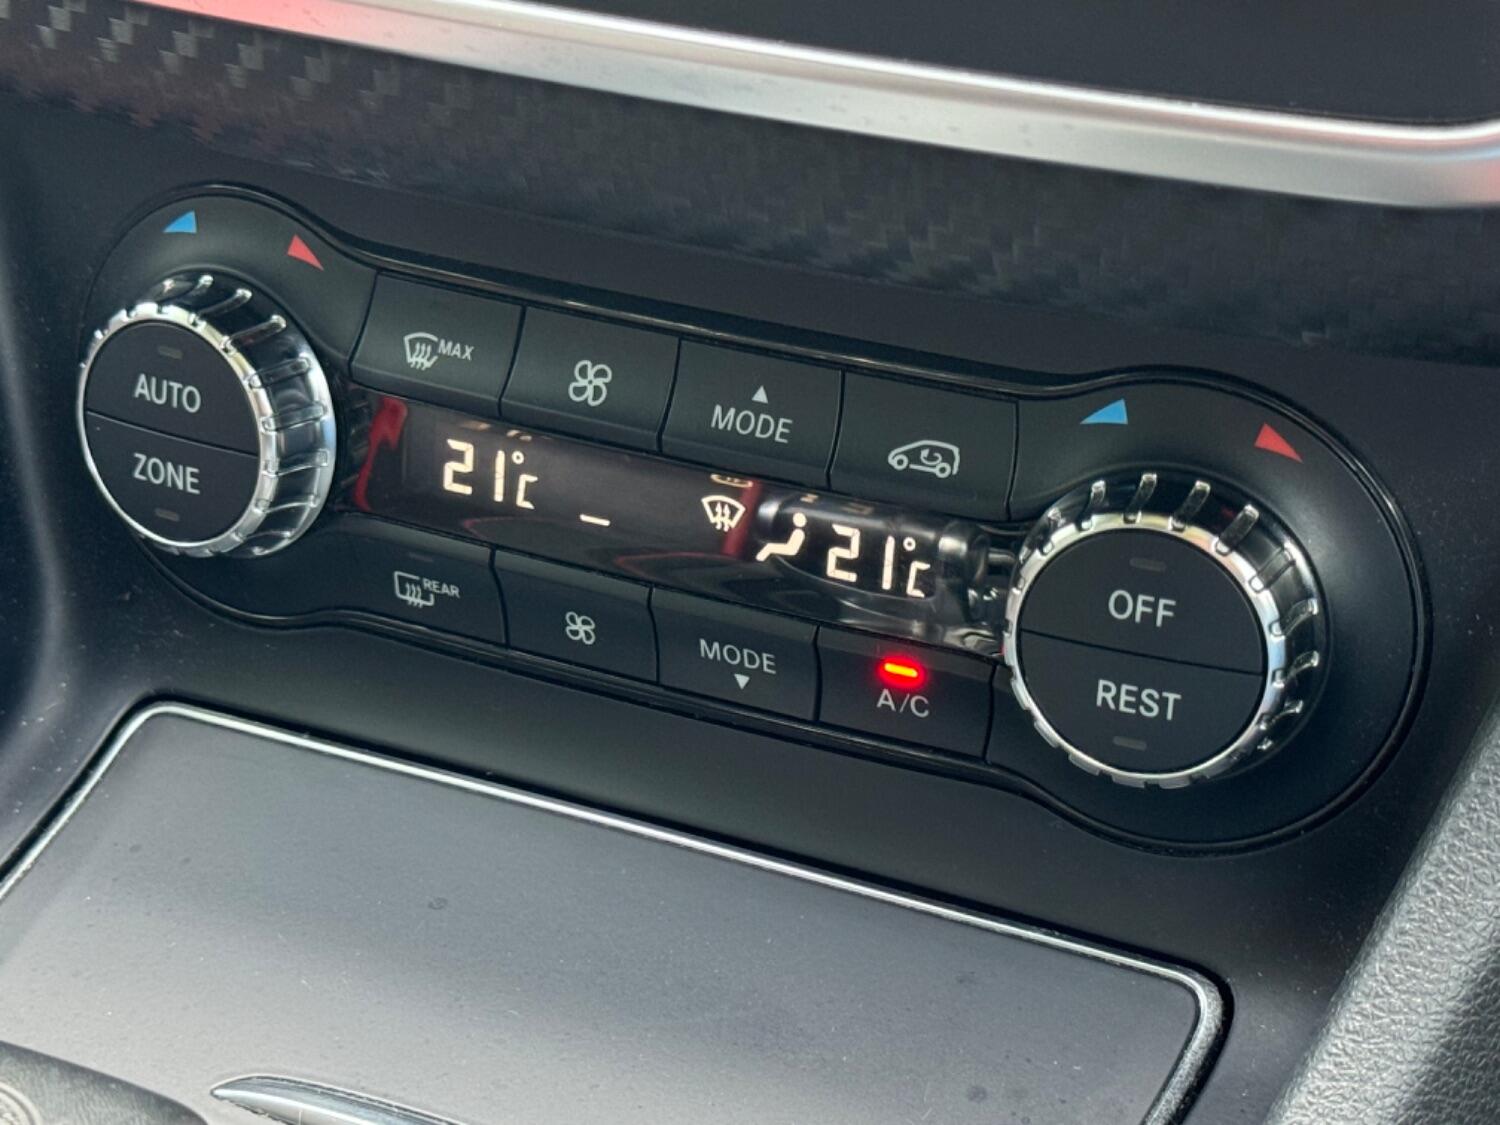 MAX
MODE
AUTO
ZONE
21°C
21°C
REAR
MODE
A/C
OFF
REST